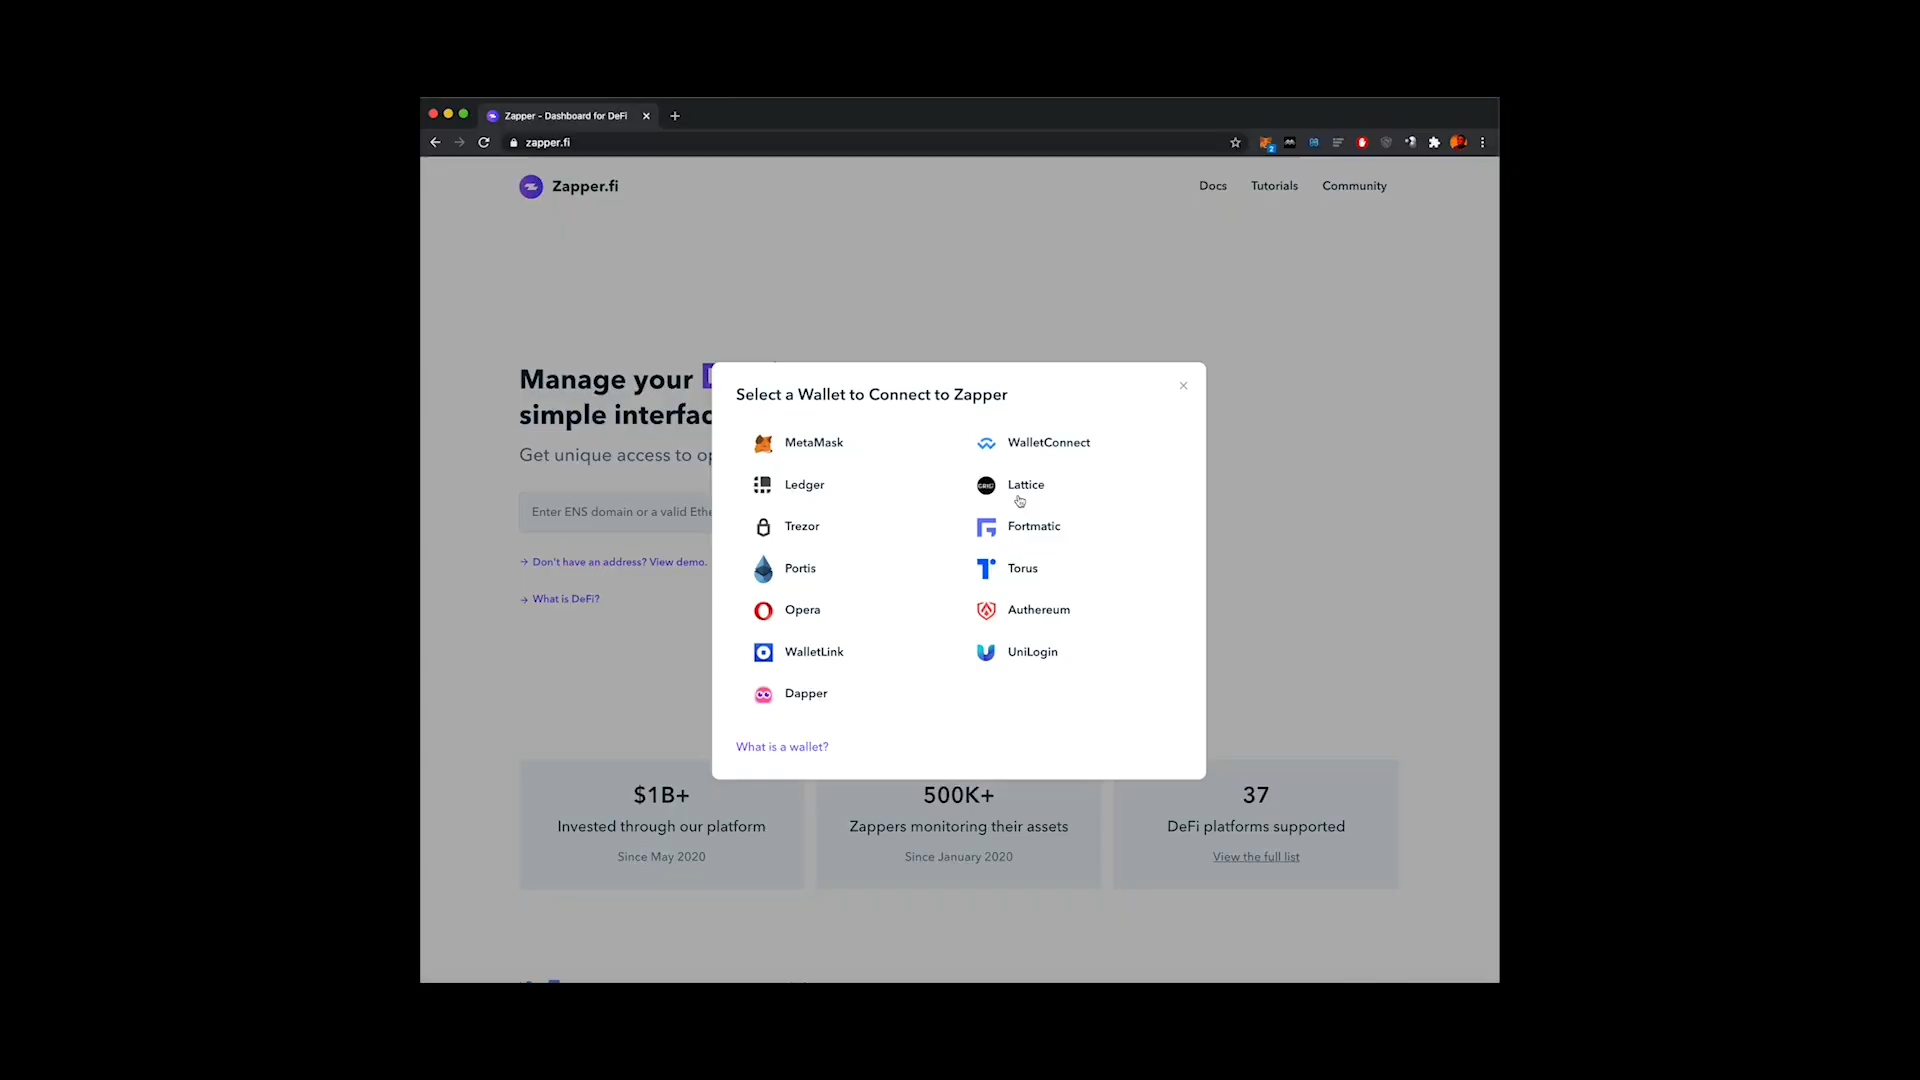 Zapper - Dashboard for DeFi
zapper.fi
2
Zapper.fi
Docs
Tutorials
Community
Manage your
simple interfac
Get unique access to op
Enter ENS domain or a valid Ethe
Don't have an address? View demo.
What is DeFi?
Select a Wallet to Connect to Zapper
MetaMask
WalletConnect
Ledger
GRID
Lattice
Trezor
Fortmatic
Portis
Torus
Opera
Authereum
WalletLink
UniLogin
Dapper
What is a wallet?
$1B+
Invested through our platform
Since May 2020
500K+
Zappers monitoring their assets
Since January 2020
37
DeFi platforms supported
View the full list